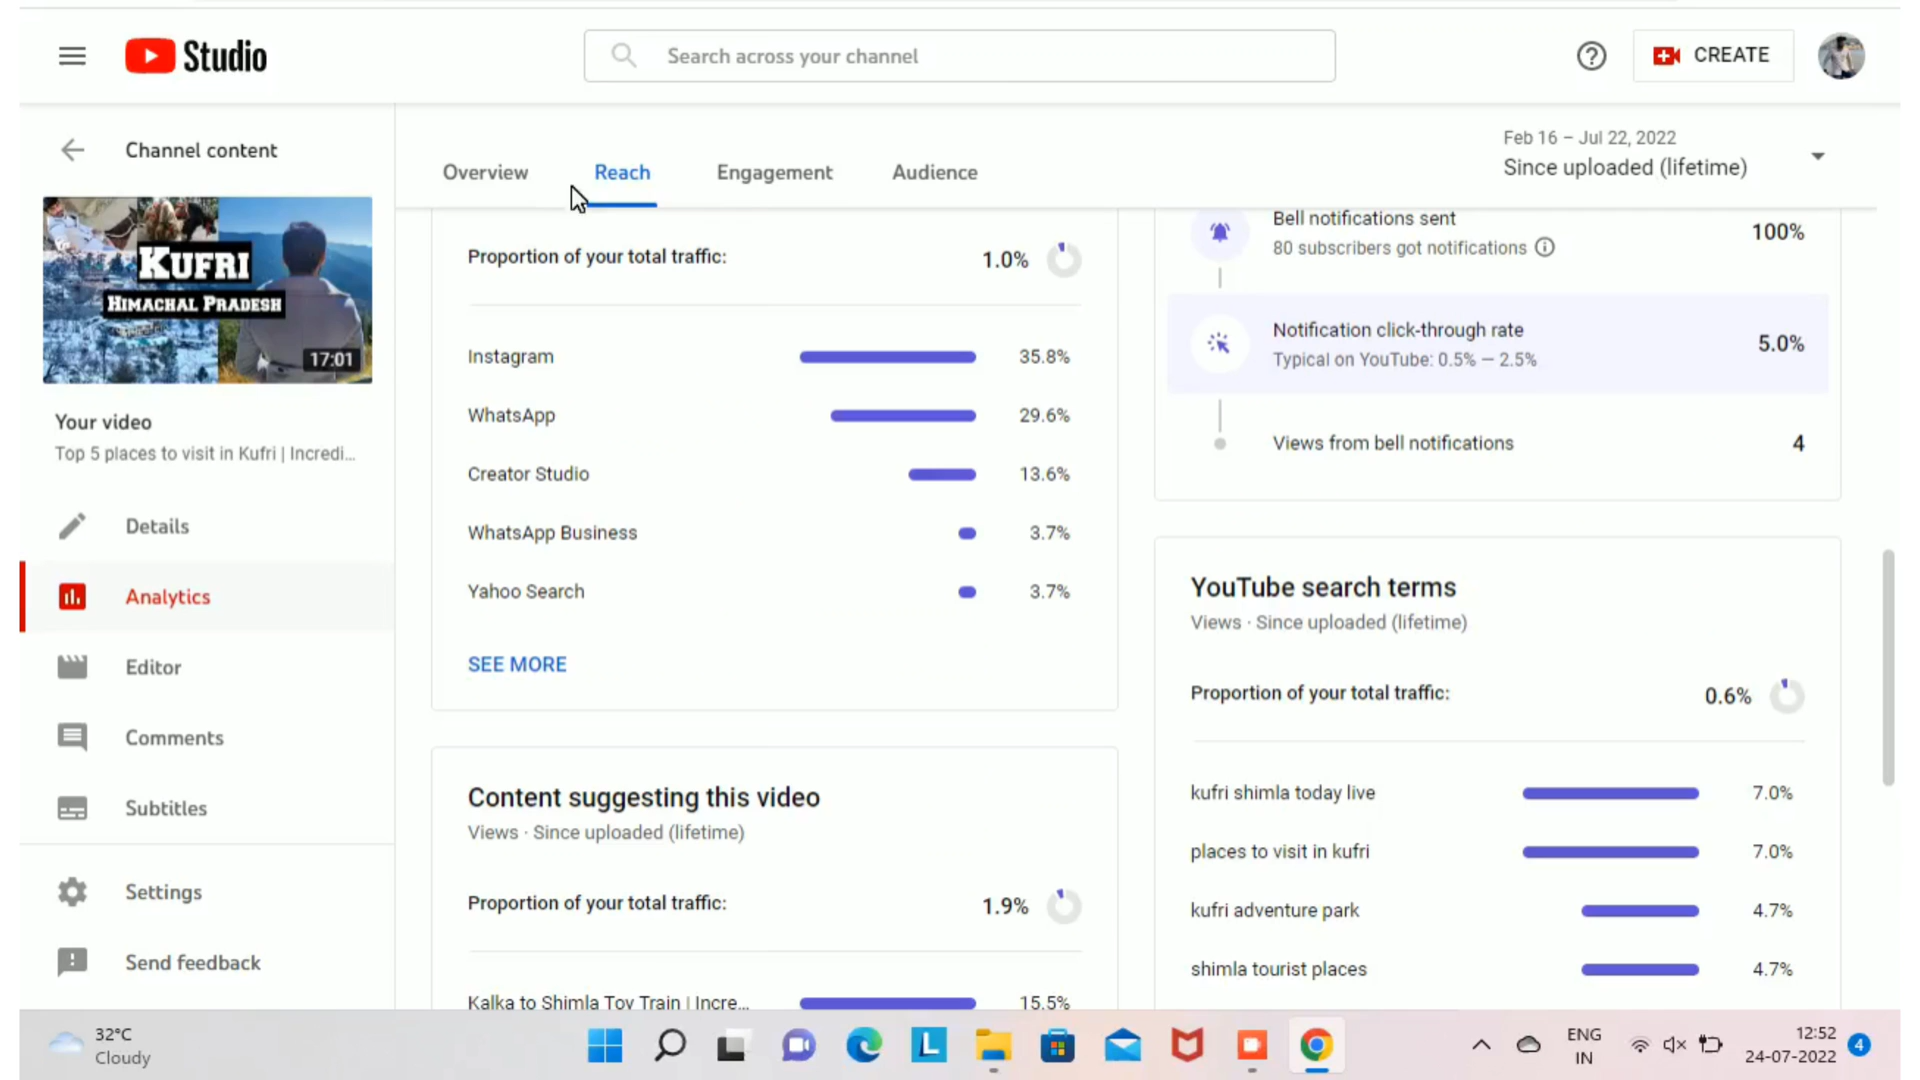 Studio
Search across your channel
CREATE
Channel content
KUFRI
HIMACHAL PRADESH
17:01
Your video
Top 5 places to visit in Kufri | Incredi...
Details
Analytics
Editor
Comments
Subtitles
Settings
Send feedback
Overview
Reach
Engagement
Audience
Feb 16 – Jul 22, 2022
Since uploaded (lifetime)
Proportion of your total traffic: 1.0%
Instagram 35.8%
WhatsApp 29.6%
Creator Studio 13.6%
WhatsApp Business 3.7%
Yahoo Search 3.7%
SEE MORE
Content suggesting this video
Views · Since uploaded (lifetime)
Proportion of your total traffic: 1.9%
Kalka to Shimla Toy Train | Incre... 15.5%
Bell notifications sent 100%
80 subscribers got notifications
Notification click-through rate 5.0%
Typical on YouTube: 0.5% – 2.5%
Views from bell notifications 4
YouTube search terms
Views · Since uploaded (lifetime)
Proportion of your total traffic: 0.6%
kufri shimla today live 7.0%
places to visit in kufri 7.0%
kufri adventure park 4.7%
shimla tourist places 4.7%
32°C
Cloudy
L
ENG
IN
12:52
24-07-2022
4